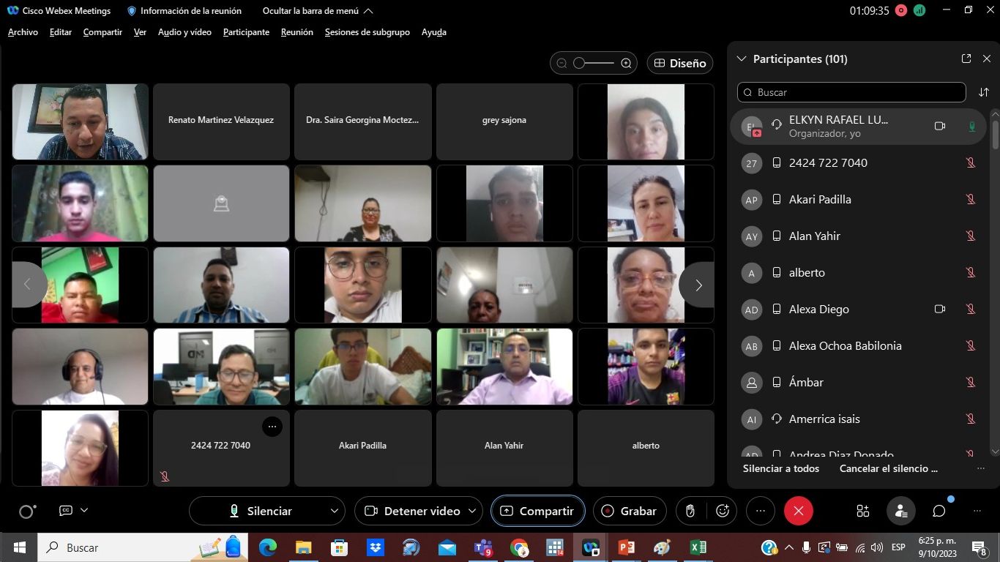 Cisco Webex Meetings
Información de la reunión
Ocultar la barra de menú
01:09:35
Archivo
Editar
Compartir
Ver
Audio y vídeo
Participante
Reunión
Sesiones de subgrupo
Ayuda
Diseño
Renato Martinez Velazquez
Dra. Saira Georgina Moctez...
grey sajona
2424 722 7040
Akari Padilla
Alan Yahir
alberto
Participantes (101)
Buscar
EL
ELKYN RAFAEL LU...
Organizador, yo
27
2424 722 7040
AP
Akari Padilla
AY
Alan Yahir
A
alberto
AD
Alexa Diego
AB
Alexa Ochoa Babilonia
Ámbar
AI
Amerrica isais
AD
Andrea Diaz Donado
Silenciar a todos
Cancelar el silencio ...
CC
Silenciar
Detener video
Compartir
Grabar
Buscar
9
14
ESP
6:25 p. m.
9/10/2023
8